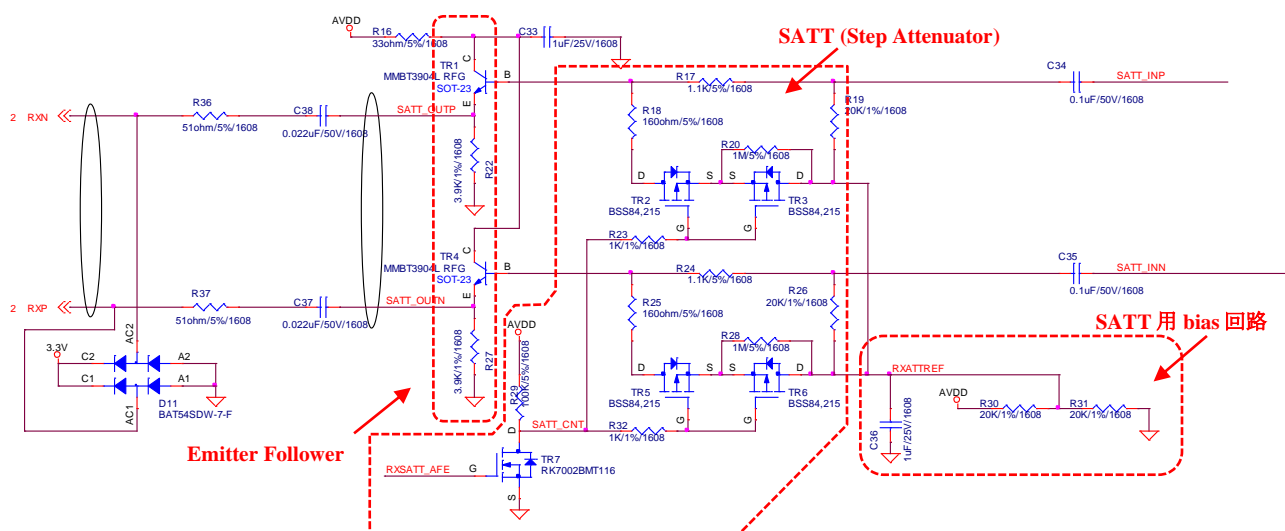 AVDD
R16
33ohm/5%/1608
C33
1uF/25V/1608
SATT (Step Attenuator)
C
TR1
MMBT3904L RFG
SOT-23
B
E
R17
1.1K/5%/1608
C34
0.1uF/50V/1608
SATT_INP
R18
160ohm/5%/1608
R19
20K/1%/1608
2 RXN
R36
51ohm/5%/1608
C38
0.022uF/50V/1608
SATT_OUTP
3.9K/1%/1608
R22
R20
1M/5%/1608
D
S
S
D
TR2
BSS84,215
TR3
BSS84,215
G
G
R23
1K/1%/1608
C
TR4
MMBT3904L RFG
SOT-23
B
E
R24
1.1K/5%/1608
C35
0.1uF/50V/1608
SATT_INN
R25
160ohm/5%/1608
R26
20K/1%/1608
2 RXP
R37
51ohm/5%/1608
C37
0.022uF/50V/1608
SATT_OUTN
3.9K/1%/1608
R27
AVDD
R29
100K/5%/1608
R28
1M/5%/1608
D
S
S
D
TR5
BSS84,215
TR6
BSS84,215
G
G
R32
1K/1%/1608
SATT 用 bias 回路
RXATTREF
AVDD
R30
20K/1%/1608
R31
20K/1%/1608
C36
1uF/25V/1608
3.3V
AC2
C2
A2
C1
A1
AC1
D11
BAT54SDW-7-F
Emitter Follower
SATT_CNT
D
TR7
RK7002BMT116
RXSATT_AFE
G
S